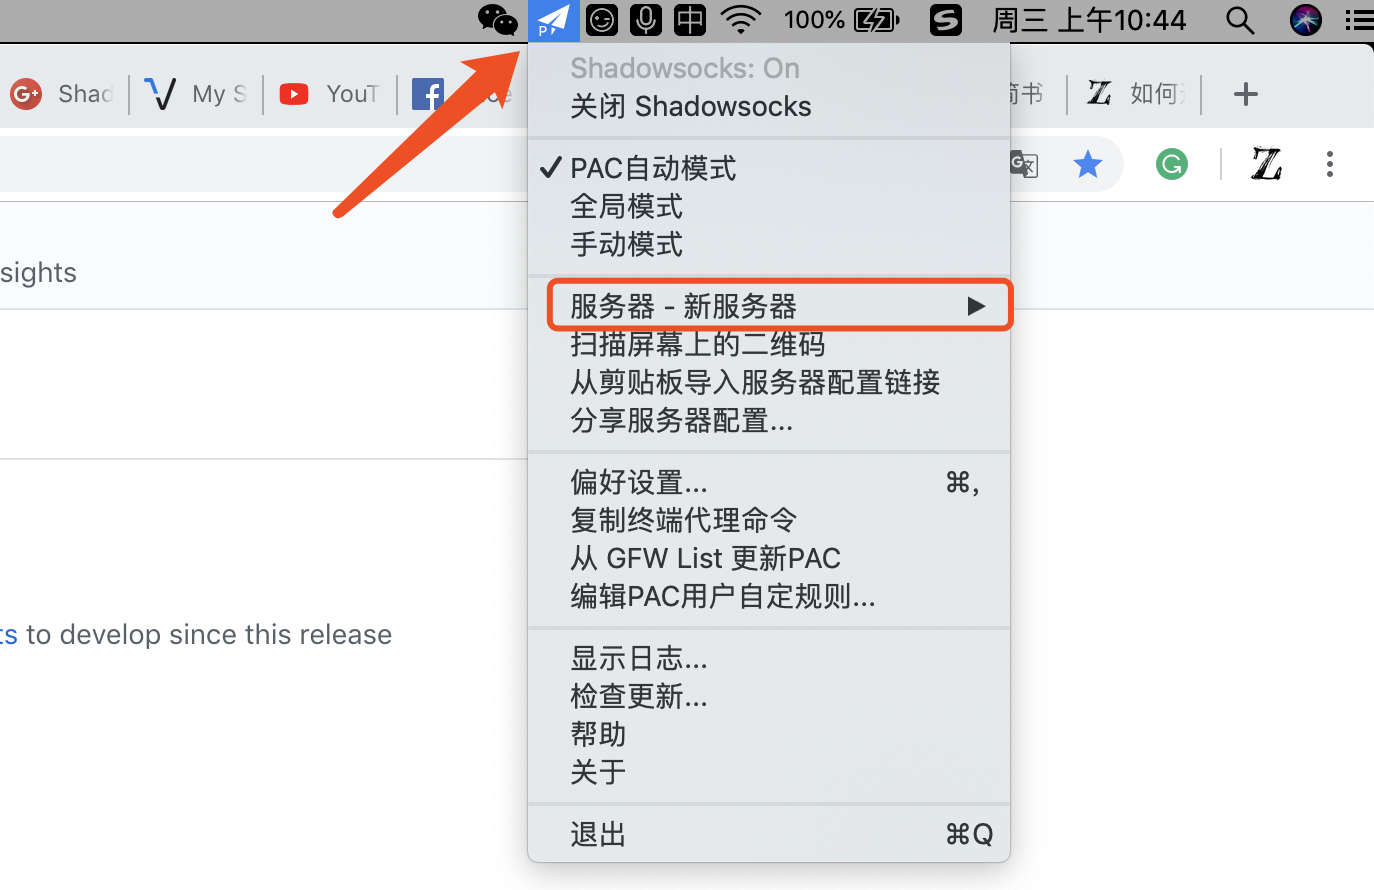 中 100% 周三 上午10:44
Shad
My S
YouT
简书
如何
Shadowsocks: On
关闭 Shadowsocks
✓ PAC自动模式
全局模式
手动模式
sights
服务器 - 新服务器 ▶
扫描屏幕上的二维码
从剪贴板导入服务器配置链接
分享服务器配置...
偏好设置... ⌘,
复制终端代理命令
从 GFW List 更新PAC
编辑PAC用户自定规则...
ts to develop since this release
显示日志...
检查更新...
帮助
关于
退出 ⌘Q